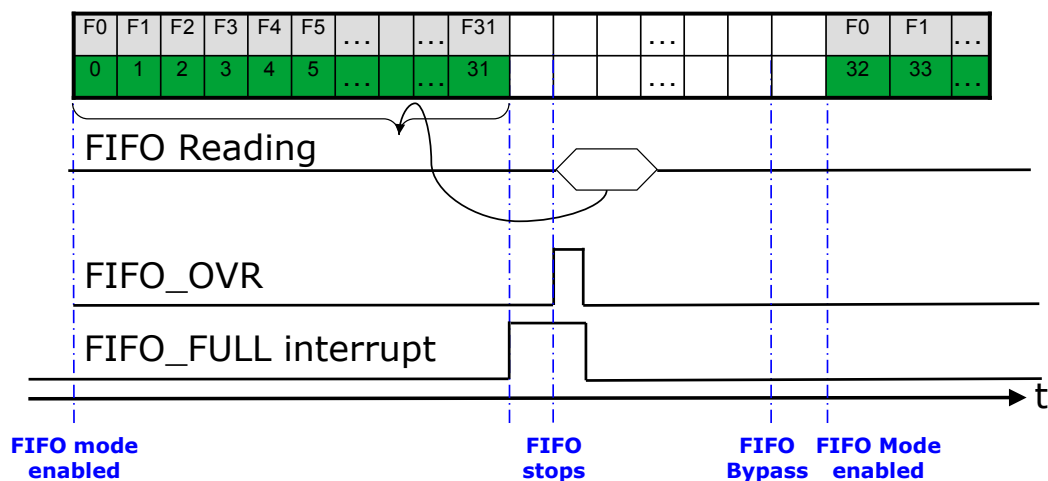 F0 F1 F2 F3 F4 F5 ... ... F31 ... F0 F1 ...
0 1 2 3 4 5 ... ... 31 ... 32 33 ...
FIFO Reading
FIFO_OVR
FIFO_FULL interrupt
t
FIFO mode enabled
FIFO stops
FIFO Bypass
FIFO Mode enabled